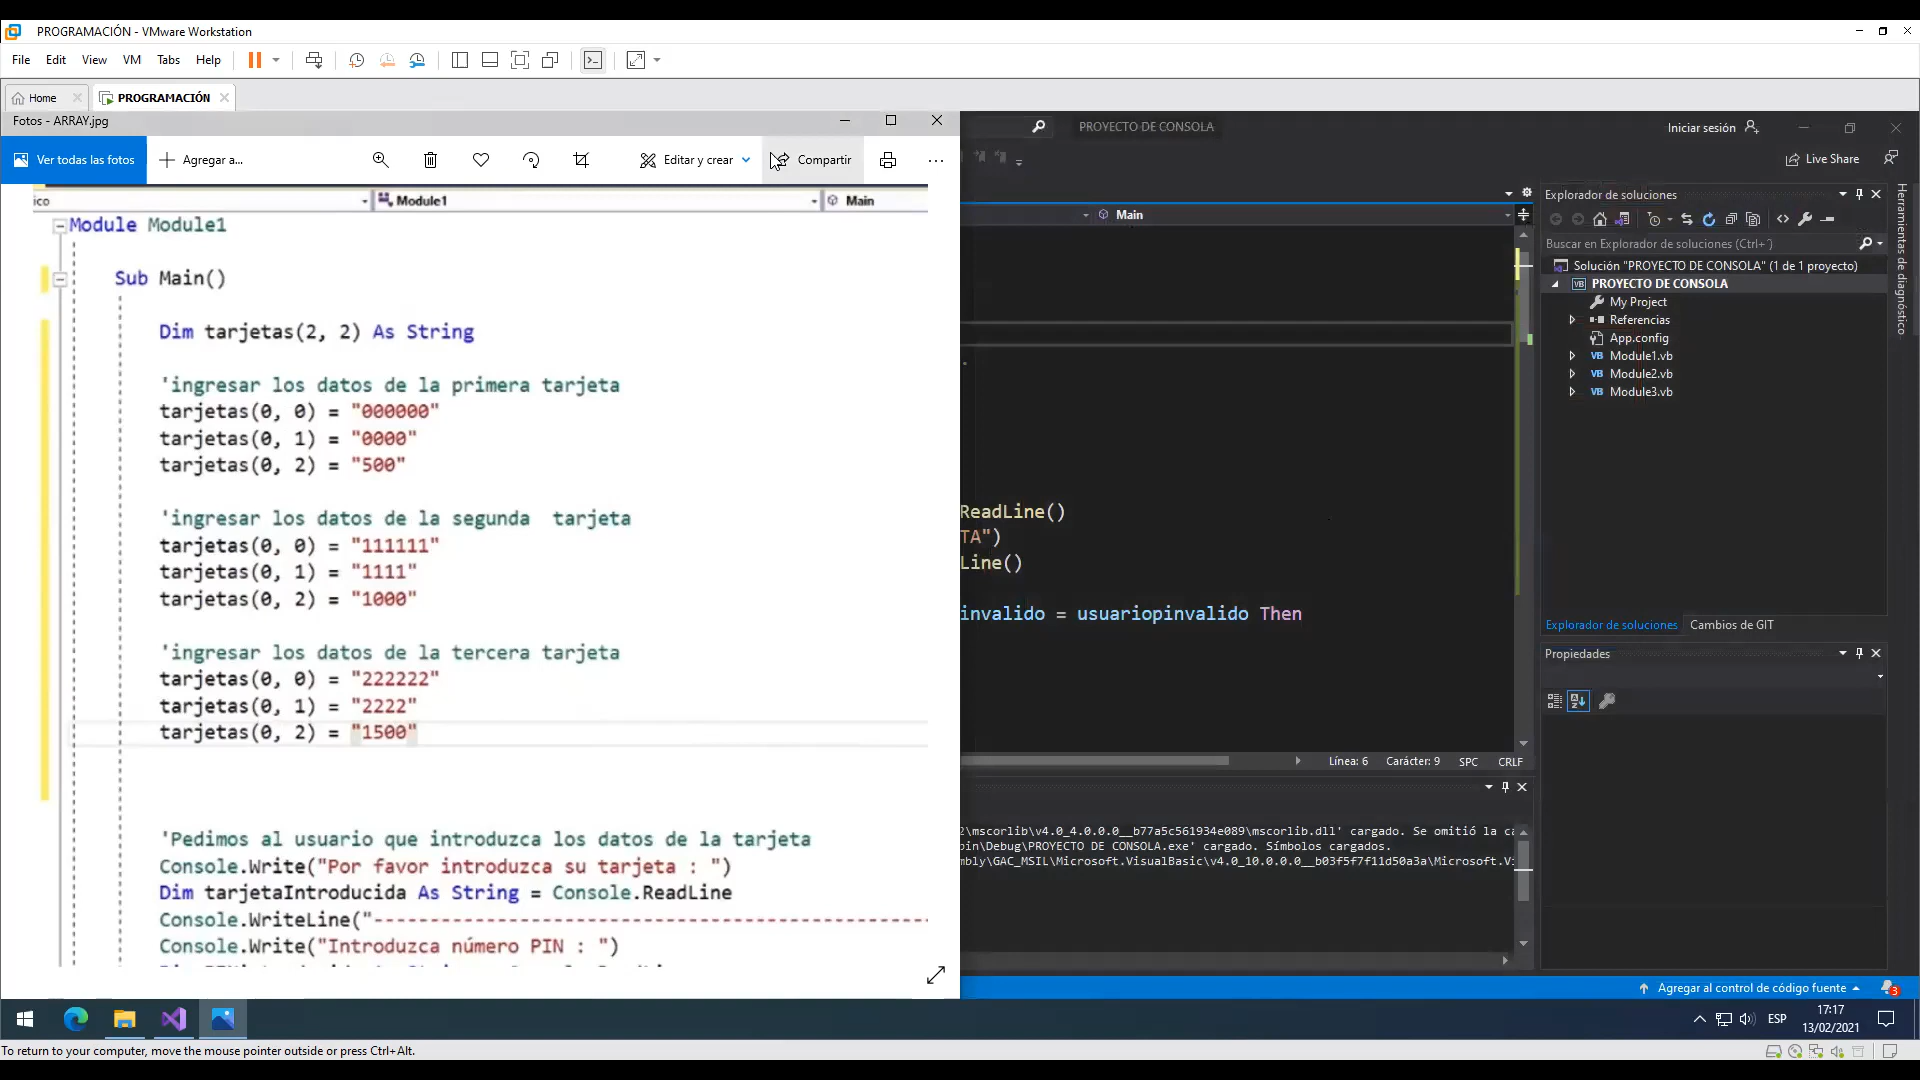 PROGRAMACIÓN - VMware Workstation
File Edit View VM Tabs Help
Home
PROGRAMACIÓN
Fotos - ARRAY.jpg
Ver todas las fotos
Agregar a...
Editar y crear
Compartir
ico
Module1
Main
Module Module1
Sub Main()
Dim tarjetas(2, 2) As String
'ingresar los datos de la primera tarjeta
tarjetas(0, 0) = "000000"
tarjetas(0, 1) = "0000"
tarjetas(0, 2) = "500"
'ingresar los datos de la segunda  tarjeta
tarjetas(0, 0) = "111111"
tarjetas(0, 1) = "1111"
tarjetas(0, 2) = "1000"
'ingresar los datos de la tercera tarjeta
tarjetas(0, 0) = "222222"
tarjetas(0, 1) = "2222"
tarjetas(0, 2) = "1500"
'Pedimos al usuario que introduzca los datos de la tarjeta
Console.Write("Por favor introduzca su tarjeta : ")
Dim tarjetaIntroducida As String = Console.ReadLine
Console.WriteLine("--------------------------------------------------
Console.Write("Introduzca número PIN : ")
PROYECTO DE CONSOLA
Iniciar sesión
Live Share
Main
ReadLine()
TA")
Line()
invalido = usuariopinvalido Then
Línea: 6 Carácter: 9 SPC CRLF
2\mscorlib\v4.0_4.0.0.0__b77a5c561934e089\mscorlib.dll' cargado. Se omitió la ca
in\Debug\PROYECTO DE CONSOLA.exe' cargado. Símbolos cargados.
mbly\GAC_MSIL\Microsoft.VisualBasic\v4.0_10.0.0.0__b03f5f7f11d50a3a\Microsoft.Vi
Explorador de soluciones
Buscar en Explorador de soluciones (Ctrl+´)
Solución "PROYECTO DE CONSOLA" (1 de 1 proyecto)
PROYECTO DE CONSOLA
My Project
Referencias
App.config
VB Module1.vb
VB Module2.vb
VB Module3.vb
Explorador de soluciones Cambios de GIT
Propiedades
Herramientas de diagnóstico
Agregar al control de código fuente
3
ESP
17:17
13/02/2021
To return to your computer, move the mouse pointer outside or press Ctrl+Alt.